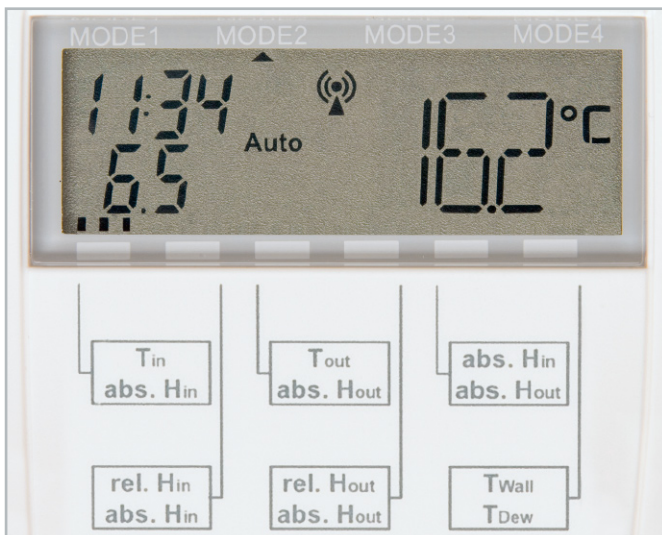 MODE1 MODE2 MODE3 MODE4
11:34 Auto 16.2 °C
6.5
Tin
abs. Hin
Tout
abs. Hout
abs. Hin
abs. Hout
rel. Hin
abs. Hin
rel. Hout
abs. Hout
TWall
TDew